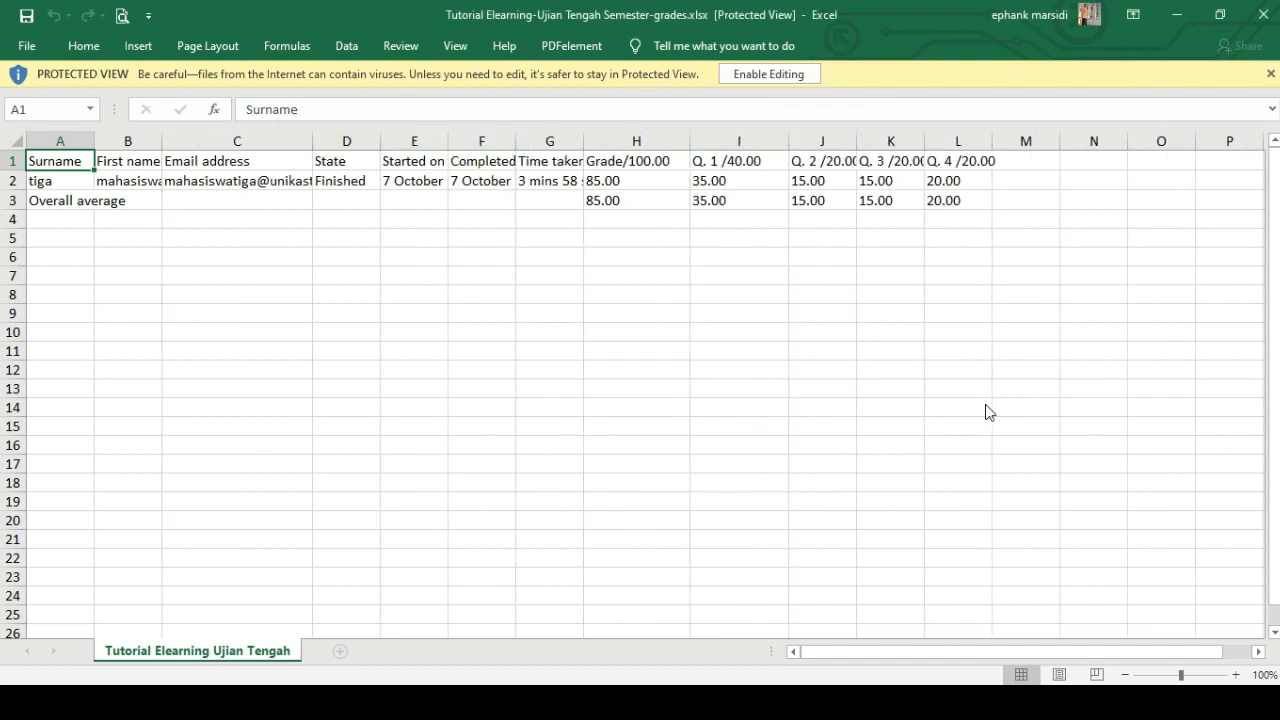 Tutorial Elearning-Ujian Tengah Semester-grades.xlsx [Protected View] - Excel
ephank marsidi
File Home Insert Page Layout Formulas Data Review View Help PDFelement Tell me what you want to do Share
PROTECTED VIEW Be careful—files from the Internet can contain viruses. Unless you need to edit, it's safer to stay in Protected View. Enable Editing
A1 fx Surname
A B C D E F G H I J K L M N O P
1 Surname First name Email address State Started on Completed Time taken Grade/100.00 Q. 1 /40.00 Q. 2 /20.00 Q. 3 /20.00 Q. 4 /20.00
2 tiga mahasiswa mahasiswatiga@unikast Finished 7 October 7 October 3 mins 58 85.00 35.00 15.00 15.00 20.00
3 Overall average 85.00 35.00 15.00 15.00 20.00
4
5
6
7
8
9
10
11
12
13
14
15
16
17
18
19
20
21
22
23
24
25
26
Tutorial Elearning Ujian Tengah
100%